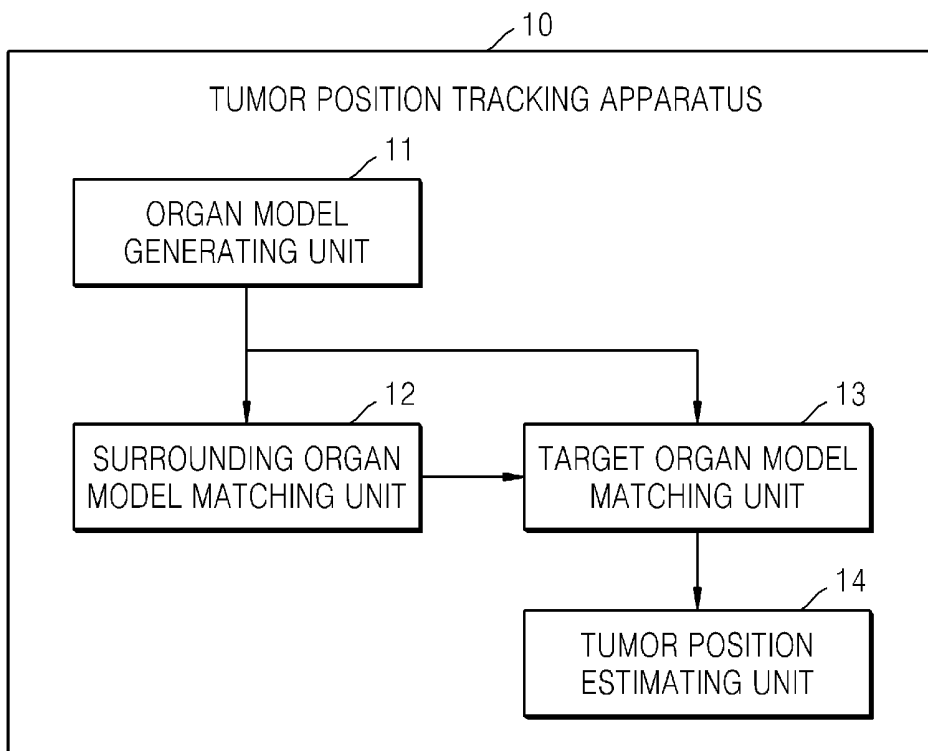 10
TUMOR POSITION TRACKING APPARATUS
11
ORGAN MODEL
GENERATING UNIT
12
SURROUNDING ORGAN
MODEL MATCHING UNIT
13
TARGET ORGAN MODEL
MATCHING UNIT
14
TUMOR POSITION
ESTIMATING UNIT